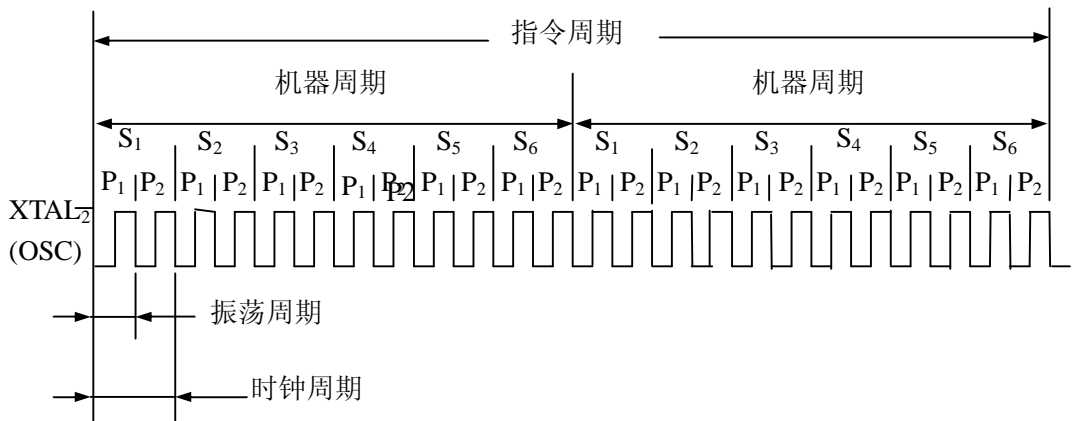 指令周期
机器周期 机器周期
S₁ S₂ S₃ S₄ S₅ S₆ S₁ S₂ S₃ S₄ S₅ S₆
P₁ P₂ P₁ P₂ P₁ P₂ P₁ P₂ P₁ P₂ P₁ P₂ P₁ P₂ P₁ P₂ P₁ P₂ P₁ P₂ P₁ P₂ P₁ P₂
XTAL₂
(OSC)
振荡周期
时钟周期